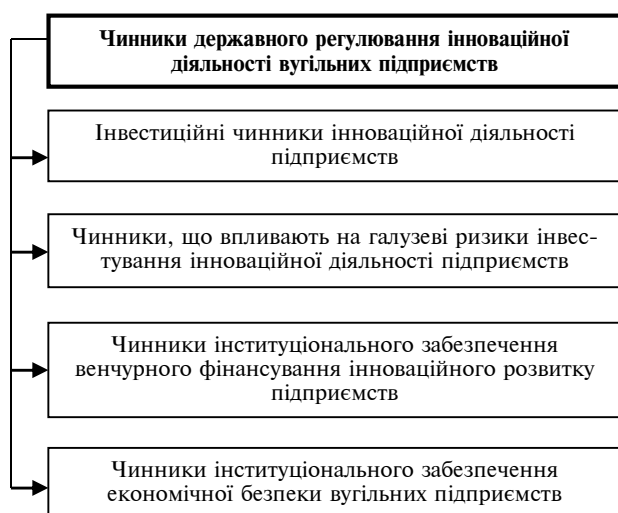 Чинники державного регулювання інноваційної
діяльності вугільних підприємств
Інвестиційні чинники інноваційної діяльності
підприємств
Чинники, що впливають на галузеві ризики інвес-
тування інноваційної діяльності підприємств
Чинники інституціонального забезпечення
венчурного фінансування інноваційного розвитку
підприємств
Чинники інституціонального забезпечення
економічної безпеки вугільних підприємств